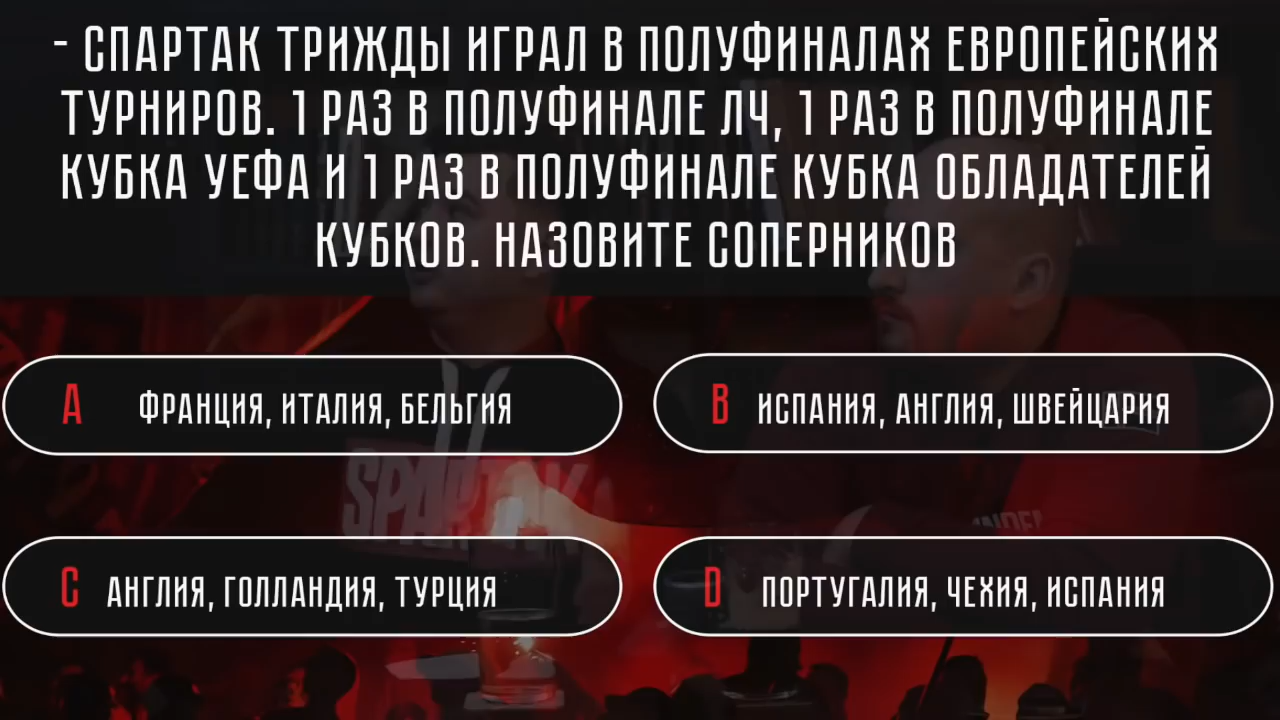 - СПАРТАК ТРИЖДЫ ИГРАЛ В ПОЛУФИНАЛАХ ЕВРОПЕЙСКИХ
ТУРНИРОВ. 1 РАЗ В ПОЛУФИНАЛЕ ЛЧ, 1 РАЗ В ПОЛУФИНАЛЕ
КУБКА УЕФА И 1 РАЗ В ПОЛУФИНАЛЕ КУБКА ОБЛАДАТЕЛЕЙ
КУБКОВ. НАЗОВИТЕ СОПЕРНИКОВ
A ФРАНЦИЯ, ИТАЛИЯ, БЕЛЬГИЯ
B ИСПАНИЯ, АНГЛИЯ, ШВЕЙЦАРИЯ
SPARTAK
C АНГЛИЯ, ГОЛЛАНДИЯ, ТУРЦИЯ
D ПОРТУГАЛИЯ, ЧЕХИЯ, ИСПАНИЯ